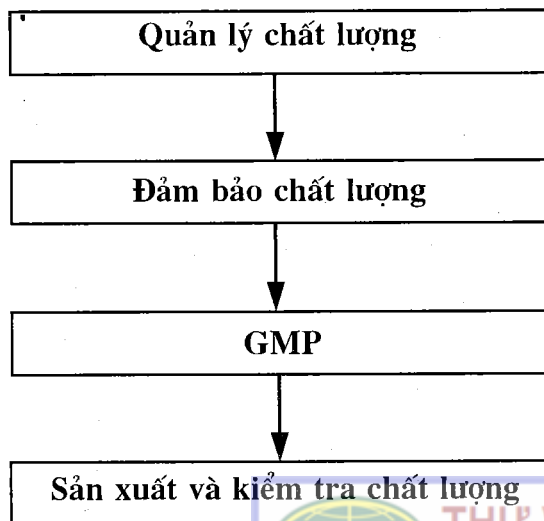 Quản lý chất lượng
Đảm bảo chất lượng
GMP
Sản xuất và kiểm tra chất lượng